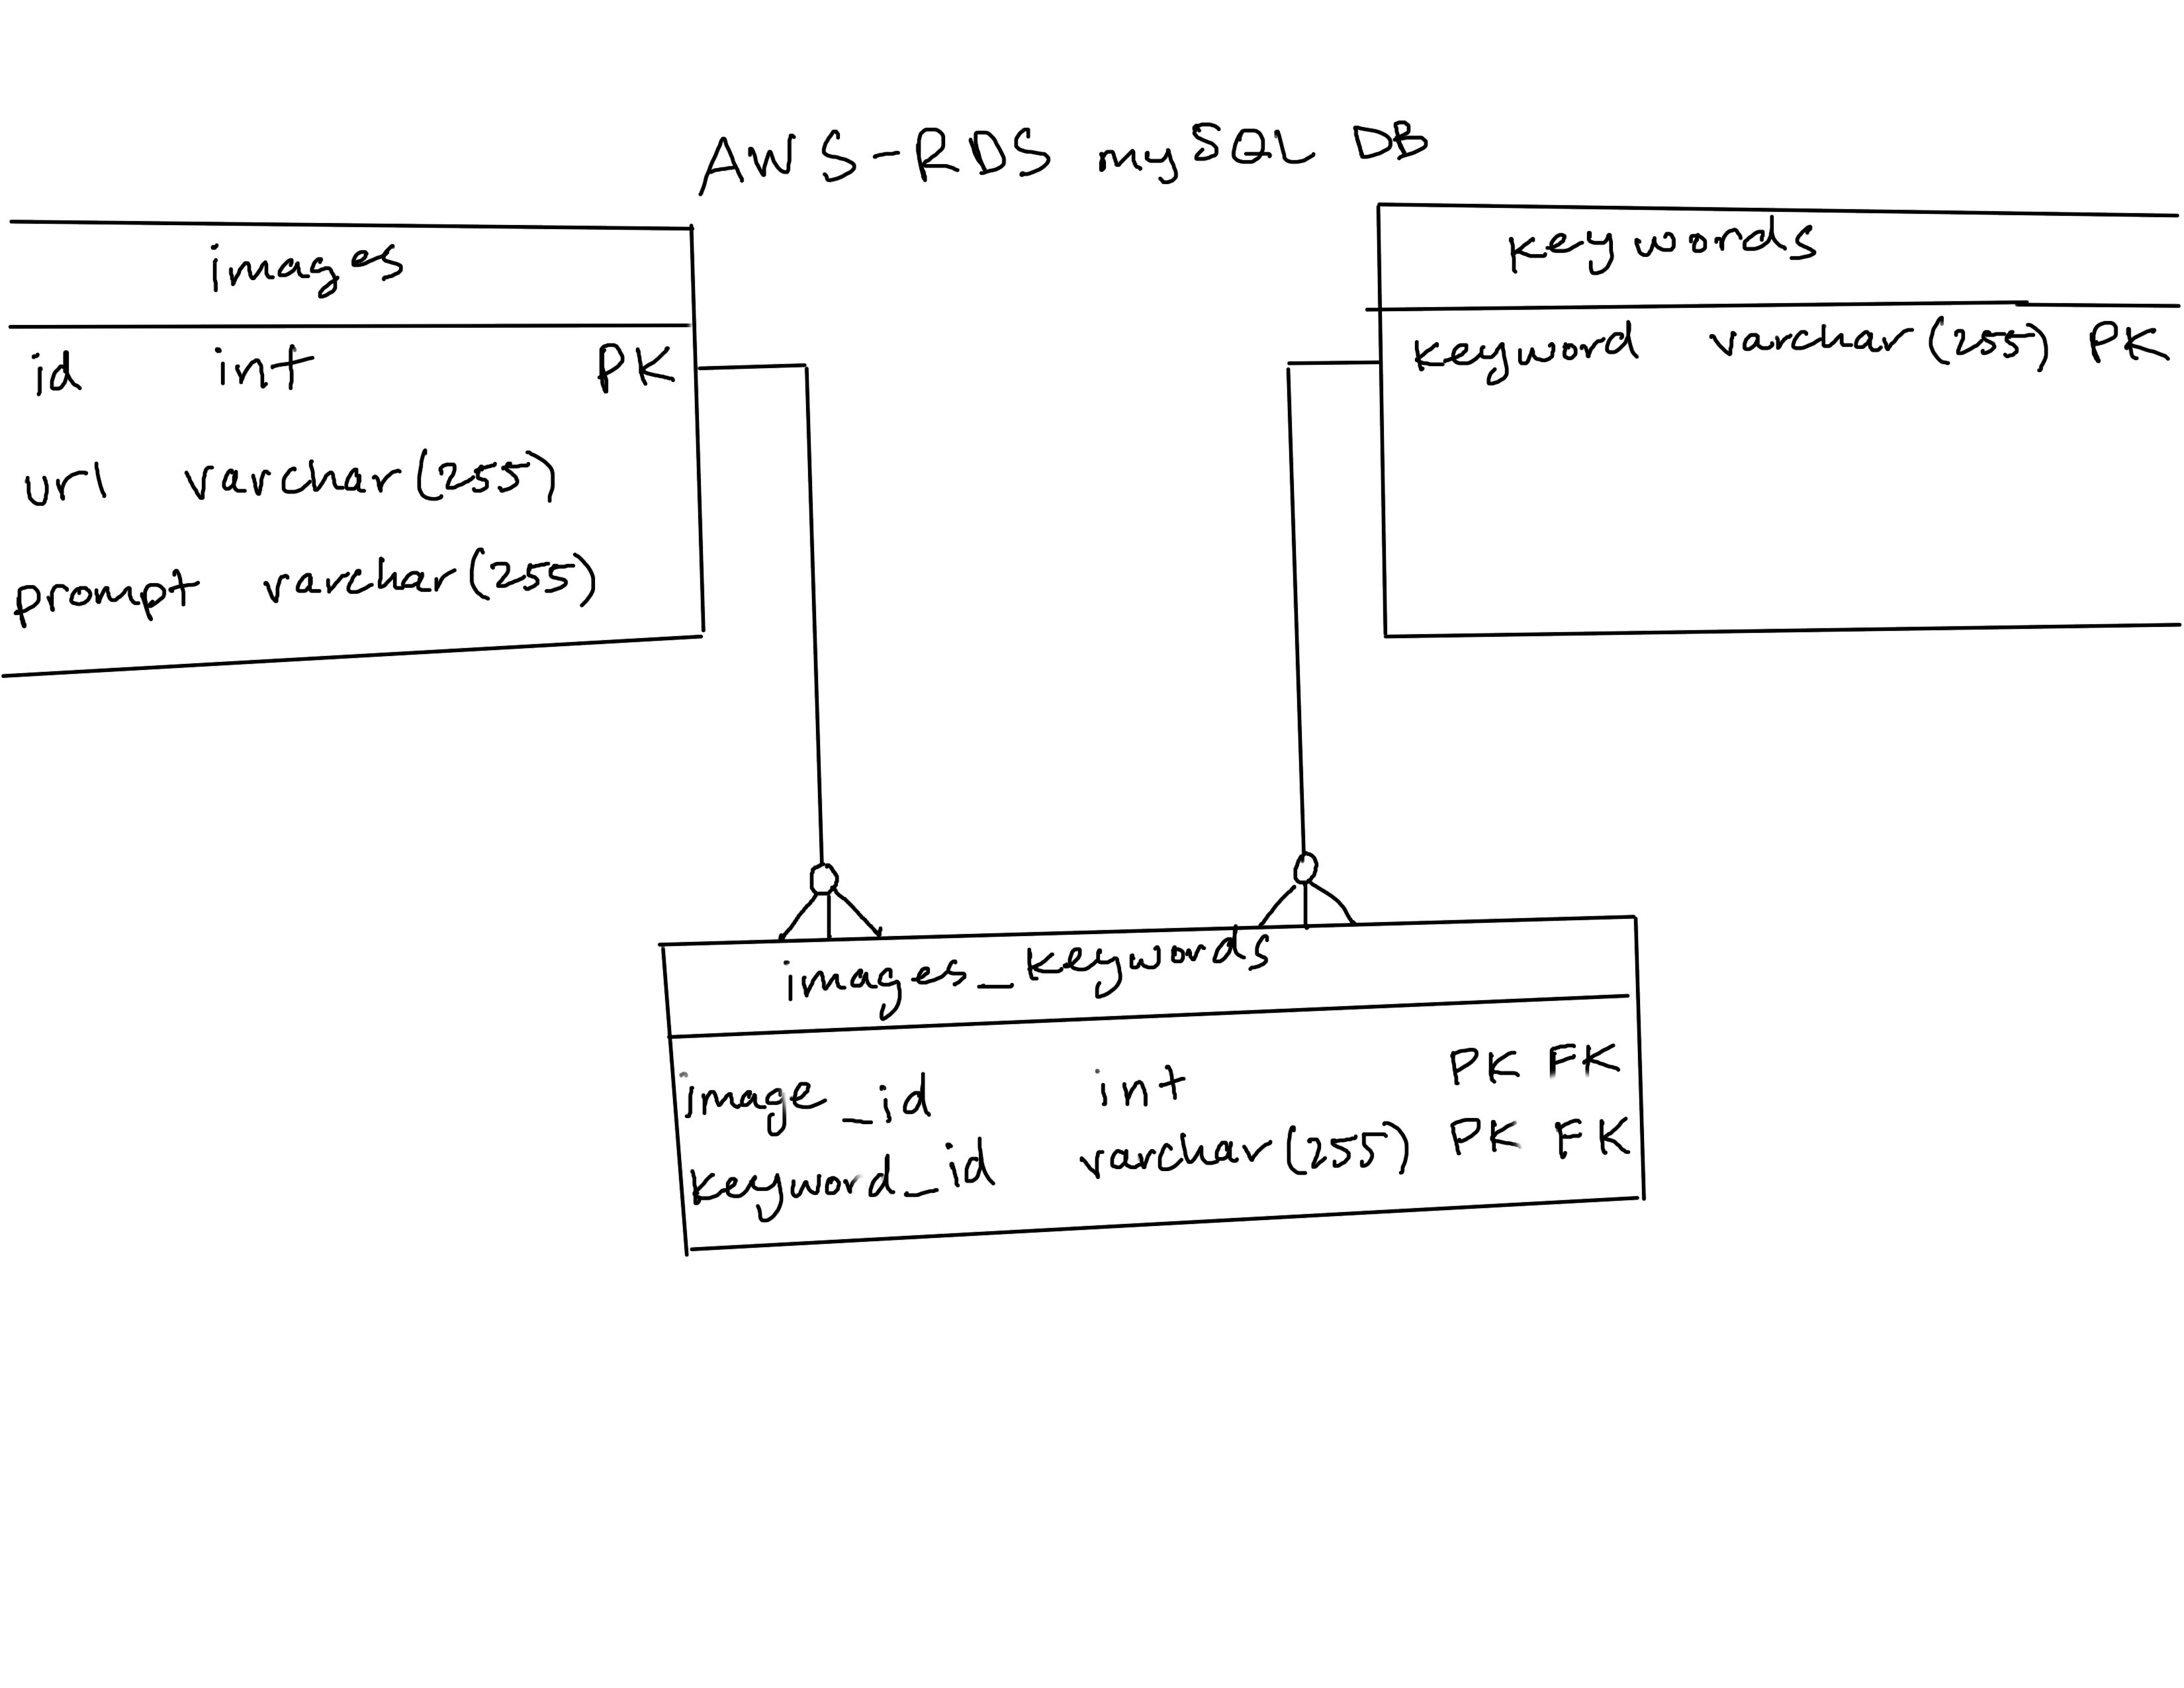 AWS-RDS mySQL DB
images
id int PK
url varchar(255)
prompt varchar(255)
keywords
keyword varchar(255) PK
images_keywords
image_id int PK FK
keyword_id varchar(255) PK FK